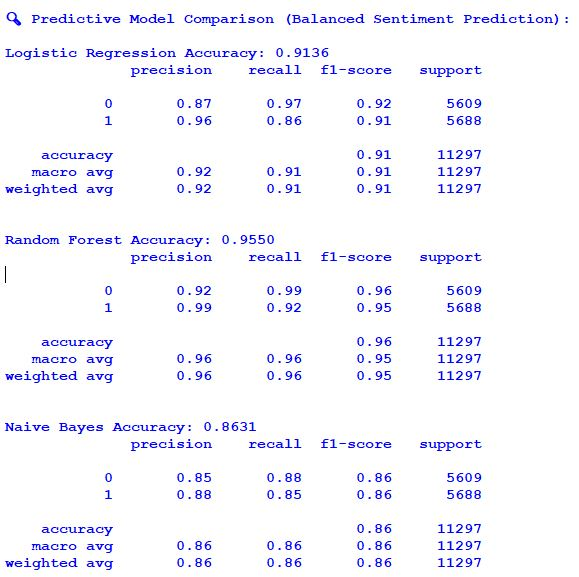 🔍 Predictive Model Comparison (Balanced Sentiment Prediction):
Logistic Regression Accuracy: 0.9136
precision recall f1-score support
0 0.87 0.97 0.92 5609
1 0.96 0.86 0.91 5688
accuracy 0.91 11297
macro avg 0.92 0.91 0.91 11297
weighted avg 0.92 0.91 0.91 11297
Random Forest Accuracy: 0.9550
precision recall f1-score support
0 0.92 0.99 0.96 5609
1 0.99 0.92 0.95 5688
accuracy 0.96 11297
macro avg 0.96 0.96 0.95 11297
weighted avg 0.96 0.96 0.95 11297
Naive Bayes Accuracy: 0.8631
precision recall f1-score support
0 0.85 0.88 0.86 5609
1 0.88 0.85 0.86 5688
accuracy 0.86 11297
macro avg 0.86 0.86 0.86 11297
weighted avg 0.86 0.86 0.86 11297